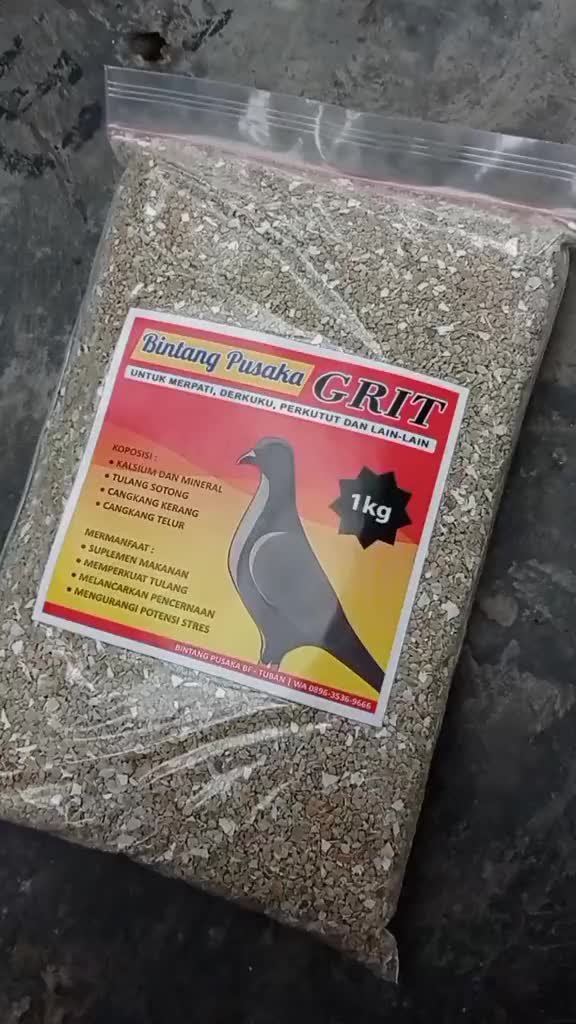 Bintang Pusaka GRIT
UNTUK MERPATI, DERKUKU, PERKUTUT DAN LAIN-LAIN
KOPOSISI :
• KALSIUM DAN MINERAL
• TULANG SOTONG
• CANGKANG KERANG
• CANGKANG TELUR
1kg
MERMANFAAT :
• SUPLEMEN MAKANAN
• MEMPERKUAT TULANG
• MELANCARKAN PENCERNAAN
• MENGURANGI POTENSI STRES
BINTANG PUSAKA BF - TUBAN | WA 0896-3536-9666